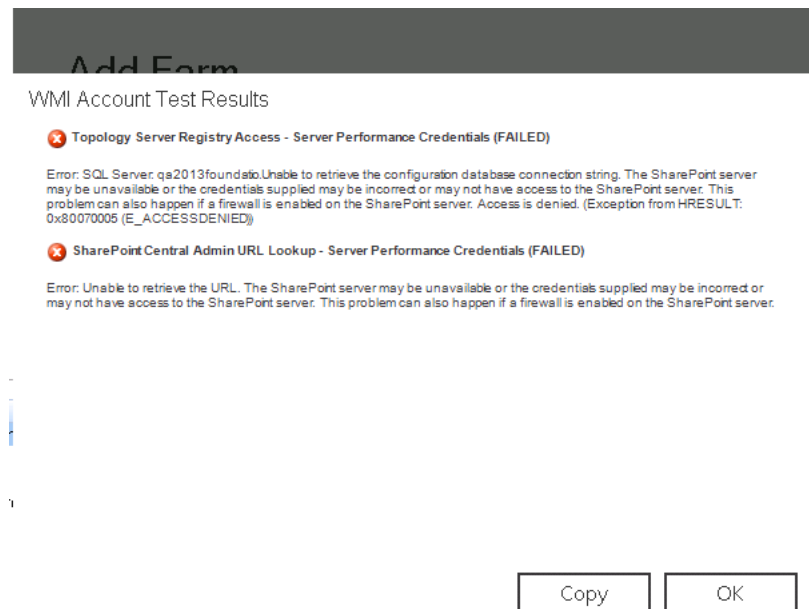 Add Farm
WMI Account Test Results
Topology Server Registry Access - Server Performance Credentials (FAILED)
Error: SQL Server: qa2013foundatio.Unable to retrieve the configuration database connection string. The SharePoint server
may be unavailable or the credentials supplied may be incorrect or may not have access to the SharePoint server. This
problem can also happen if a firewall is enabled on the SharePoint server. Access is denied. (Exception from HRESULT:
0x80070005 (E_ACCESSDENIED))
SharePoint Central Admin URL Lookup - Server Performance Credentials (FAILED)
Error: Unable to retrieve the URL. The SharePoint server may be unavailable or the credentials supplied may be incorrect or
may not have access to the SharePoint server. This problem can also happen if a firewall is enabled on the SharePoint server.
Copy OK